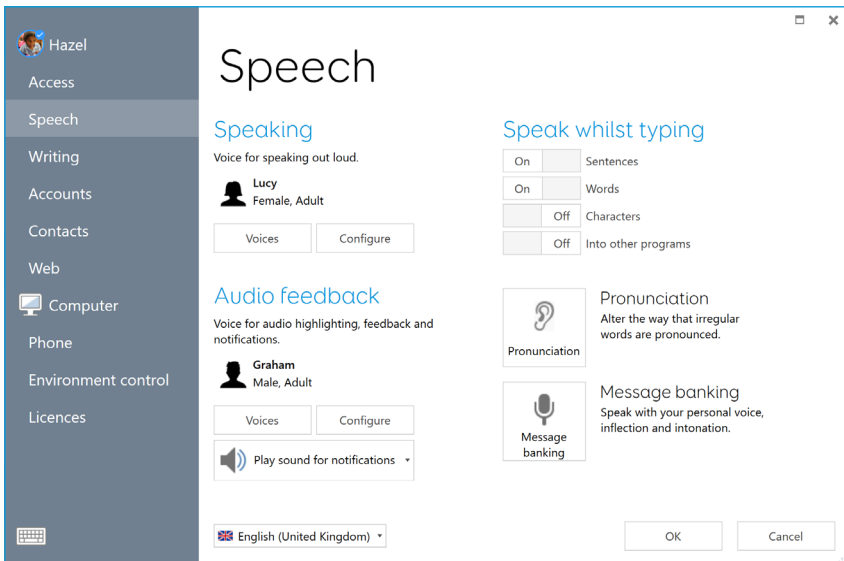 Hazel
Access
Speech
Writing
Accounts
Contacts
Web
Computer
Phone
Environment control
Licences
Speech
Speaking
Voice for speaking out loud.
Lucy
Female, Adult
Voices
Configure
Audio feedback
Voice for audio highlighting, feedback and
notifications.
Graham
Male, Adult
Voices
Configure
Play sound for notifications
English (United Kingdom)
Speak whilst typing
On
Sentences
On
Words
Off
Characters
Off
Into other programs
Pronunciation
Pronunciation
Alter the way that irregular
words are pronounced.
Message
banking
Message banking
Speak with your personal voice,
inflection and intonation.
OK
Cancel